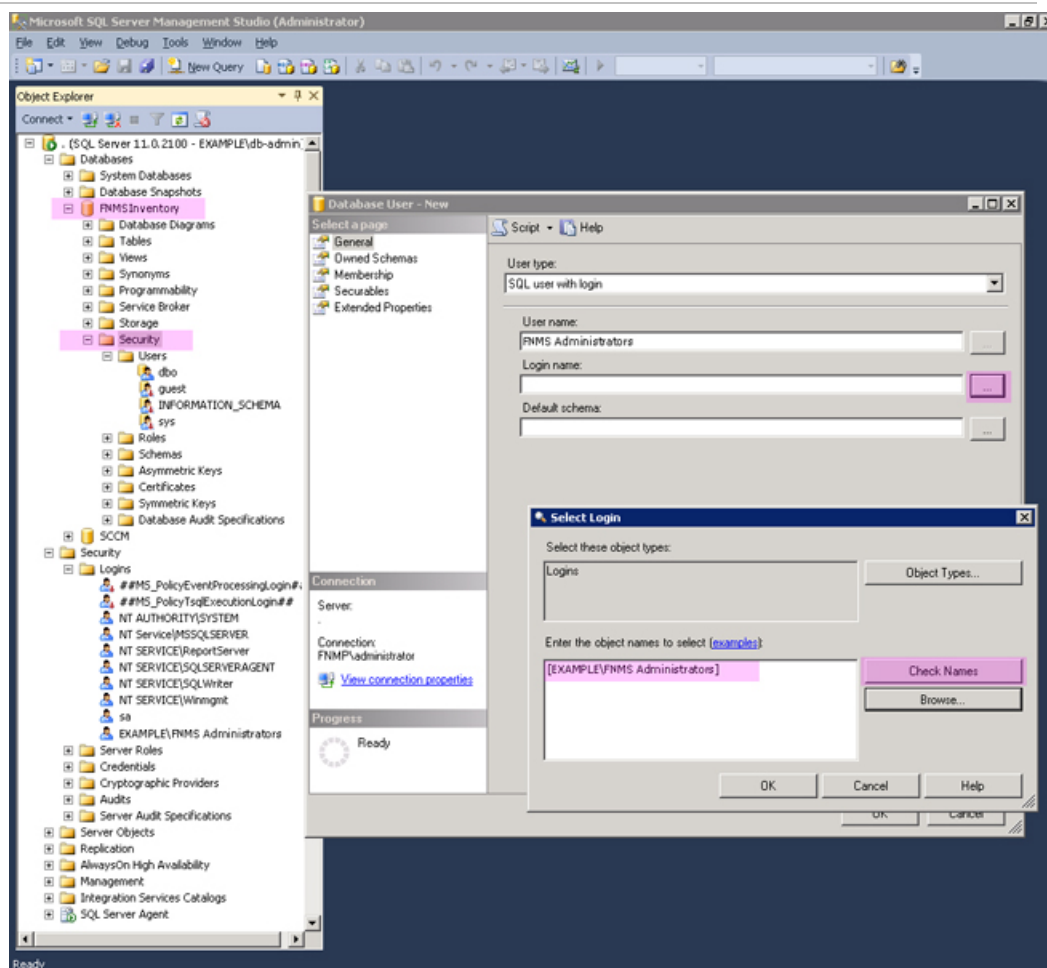 Microsoft SQL Server Management Studio (Administrator)
File Edit View Debug Tools Window Help
New Query
Object Explorer
Connect
. (SQL Server 11.0.2100 - EXAMPLE\db-admin
Databases
System Databases
Database Snapshots
FNMSInventory
Database Diagrams
Tables
Views
Synonyms
Programmability
Service Broker
Storage
Security
Users
dbo
guest
INFORMATION_SCHEMA
sys
Roles
Schemas
Asymmetric Keys
Certificates
Symmetric Keys
Database Audit Specifications
SCCM
Security
Logins
##MS_PolicyEventProcessingLogin#
##MS_PolicyTsqlExecutionLogin##
NT AUTHORITY\SYSTEM
NT Service\MSSQLSERVER
NT SERVICE\ReportServer
NT SERVICE\SQLSERVERAGENT
NT SERVICE\SQLWriter
NT SERVICE\Winmgmt
sa
EXAMPLE\FNMS Administrators
Server Roles
Credentials
Cryptographic Providers
Audits
Server Audit Specifications
Server Objects
Replication
AlwaysOn High Availability
Management
Integration Services Catalogs
SQL Server Agent
Ready
Database User - New
Select a page
General
Owned Schemas
Membership
Securables
Extended Properties
Script Help
User type:
SQL user with login
User name:
FNMS Administrators
...
Login name:
...
Default schema:
...
Connection
Server:
.
Connection:
FNMP\administrator
View connection properties
Progress
Ready
OK Cancel
Select Login
Select these object types:
Logins
Object Types...
Enter the object names to select (examples):
[EXAMPLE\FNMS Administrators]
Check Names
Browse...
OK Cancel Help